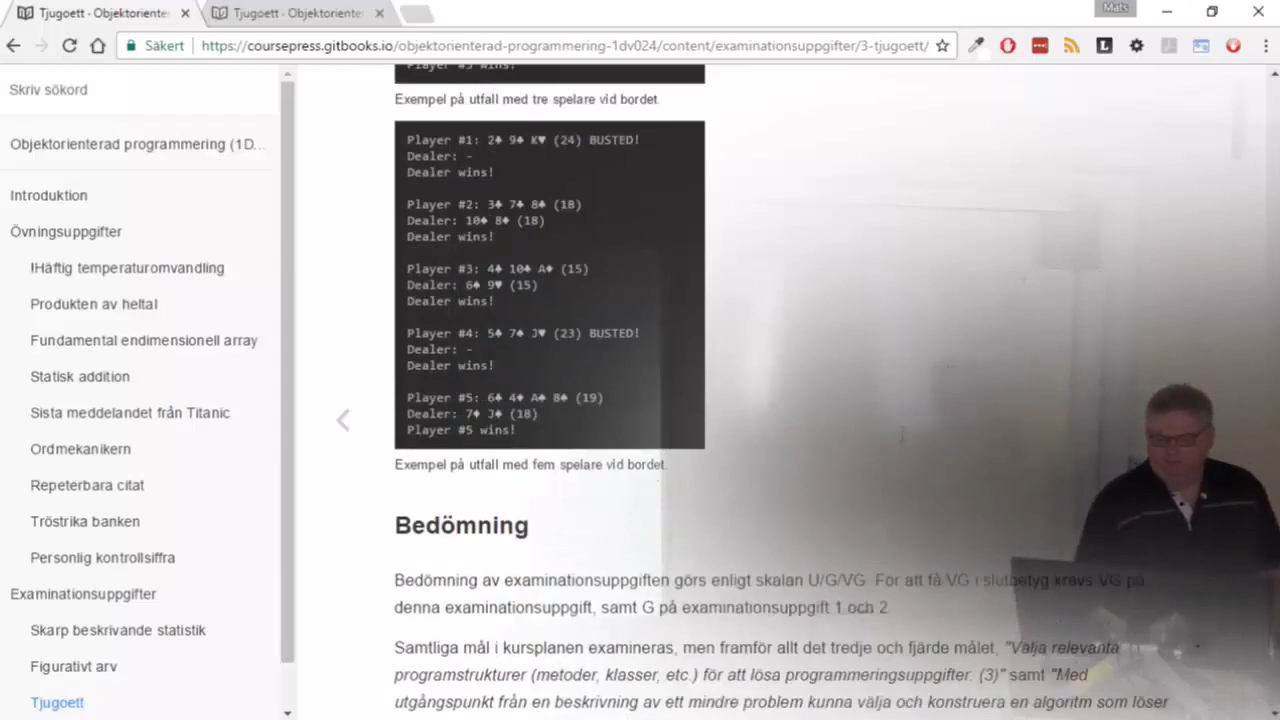 Tjugoett - Objektoriente
Tjugoett - Objektoriente
Mats
Säkert
https://coursepress.gitbooks.io/objektorienterad-programmering-1dv024/content/examinationsuppgifter/3-tjugoett/
Skriv sökord
Objektorienterad programmering (1D...
Introduktion
Övningsuppgifter
!Häftig temperaturomvandling
Produkten av heltal
Fundamental endimensionell array
Statisk addition
Sista meddelandet från Titanic
Ordmekanikern
Repeterbara citat
Tröstrika banken
Personlig kontrollsiffra
Examinationsuppgifter
Skarp beskrivande statistik
Figurativt arv
Tjugoett
Player #3 wins!
Exempel på utfall med tre spelare vid bordet.
Player #1: 2♠ 9♣ K♥ (24) BUSTED!
Dealer: -
Dealer wins!
Player #2: 3♠ 7♣ 8♠ (18)
Dealer: 10♠ 8♠ (18)
Dealer wins!
Player #3: 4♠ 10♣ A♦ (15)
Dealer: 6♠ 9♥ (15)
Dealer wins!
Player #4: 5♣ 7♠ J♥ (23) BUSTED!
Dealer: -
Dealer wins!
Player #5: 6♣ 4♦ A♠ 8♠ (19)
Dealer: 7♦ J♠ (18)
Player #5 wins!
Exempel på utfall med fem spelare vid bordet.
Bedömning
Bedömning av examinationsuppgiften görs enligt skalan U/G/VG. För att få VG i slutbetyg krävs VG på
denna examinationsuppgift, samt G på examinationsuppgift 1 och 2.
Samtliga mål i kursplanen examineras, men framför allt det tredje och fjärde målet, "Välja relevanta
programstrukturer (metoder, klasser, etc.) för att lösa programmeringsuppgifter. (3)" samt "Med
utgångspunkt från en beskrivning av ett mindre problem kunna välja och konstruera en algoritm som löser